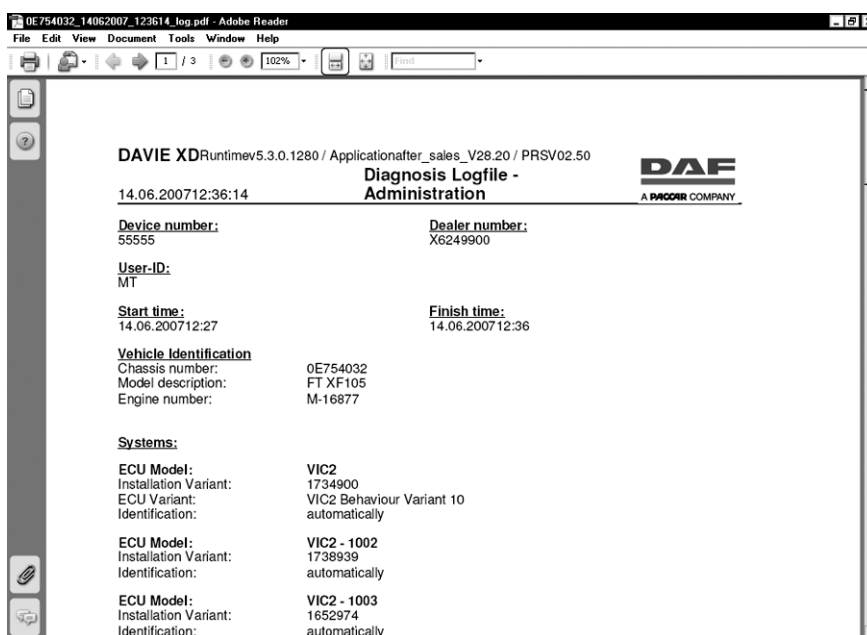 0E754032_14062007_123614_log.pdf - Adobe Reader
File Edit View Document Tools Window Help
1 / 3 102% Find
DAVIE XDRuntimev5.3.0.1280 / Applicationafter_sales_V28.20 / PRSV02.50
Diagnosis Logfile -
14.06.200712:36:14 Administration
DAF
A PACCAR COMPANY
Device number: Dealer number:
55555 X6249900
User-ID:
MT
Start time: Finish time:
14.06.200712:27 14.06.200712:36
Vehicle Identification
Chassis number: 0E754032
Model description: FT XF105
Engine number: M-16877
Systems:
ECU Model: VIC2
Installation Variant: 1734900
ECU Variant: VIC2 Behaviour Variant 10
Identification: automatically
ECU Model: VIC2 - 1002
Installation Variant: 1738939
Identification: automatically
ECU Model: VIC2 - 1003
Installation Variant: 1652974
Identification: automatically